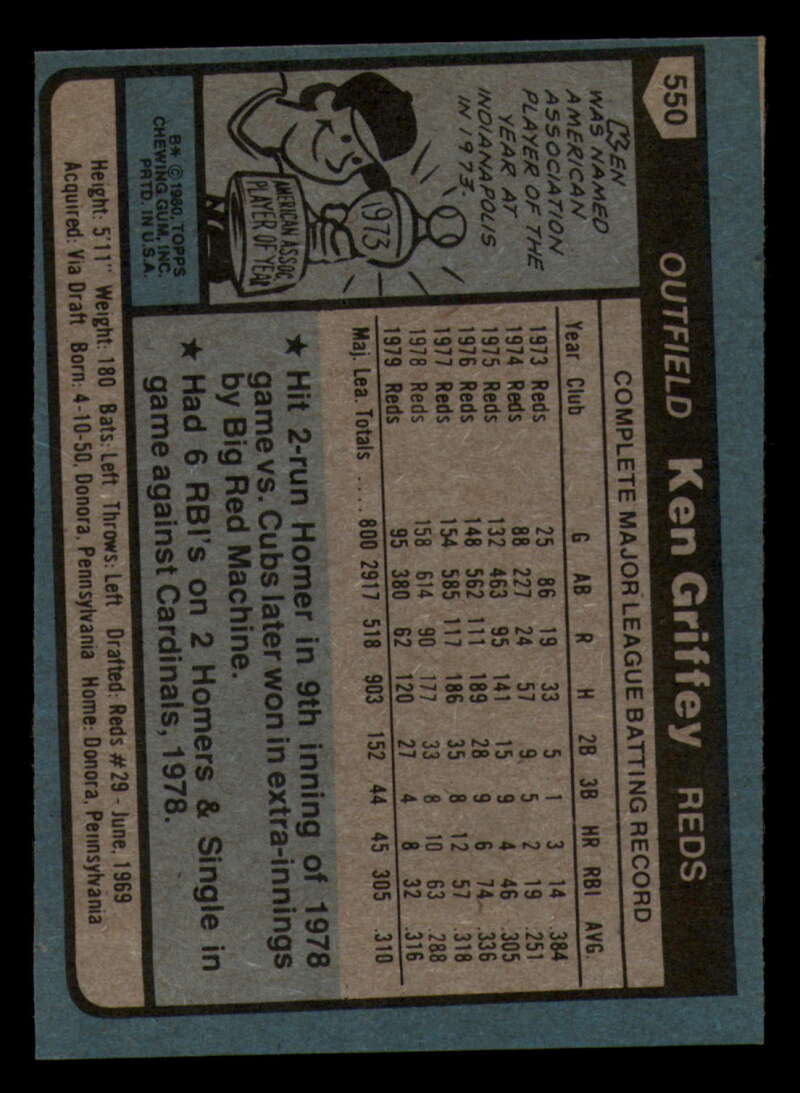 550
OUTFIELD Ken Griffey REDS
KEN
WAS NAMED
AMERICAN
ASSOCIATION
PLAYER OF THE
YEAR AT
INDIANAPOLIS
IN 1973.
1973
AMERICAN ASSOC.
PLAYER OF YEAR
B* © 1980, TOPPS
CHEWING GUM, INC.
PRTD. IN U.S.A.
COMPLETE MAJOR LEAGUE BATTING RECORD
Year Club G AB R H 2B 3B HR RBI AVG.
1973 Reds 25 86 19 33 5 1 3 14 .384
1974 Reds 88 227 24 57 9 5 2 19 .251
1975 Reds 132 463 95 141 15 9 4 46 .305
1976 Reds 148 562 111 189 28 9 6 74 .336
1977 Reds 154 585 117 186 35 8 12 57 .318
1978 Reds 158 614 90 177 33 8 10 63 .288
1979 Reds 95 380 62 120 27 4 8 32 .316
Maj. Lea. Totals .... 800 2917 518 903 152 44 45 305 .310
★ Hit 2-run Homer in 9th inning of 1978
game vs. Cubs later won in extra-innings
by Big Red Machine.
★ Had 6 RBI's on 2 Homers & Single in
game against Cardinals, 1978.
Height: 5'11" Weight: 180 Bats: Left Throws: Left Drafted: Reds #29 - June, 1969
Acquired: Via Draft Born: 4-10-50, Donora, Pennsylvania Home: Donora, Pennsylvania